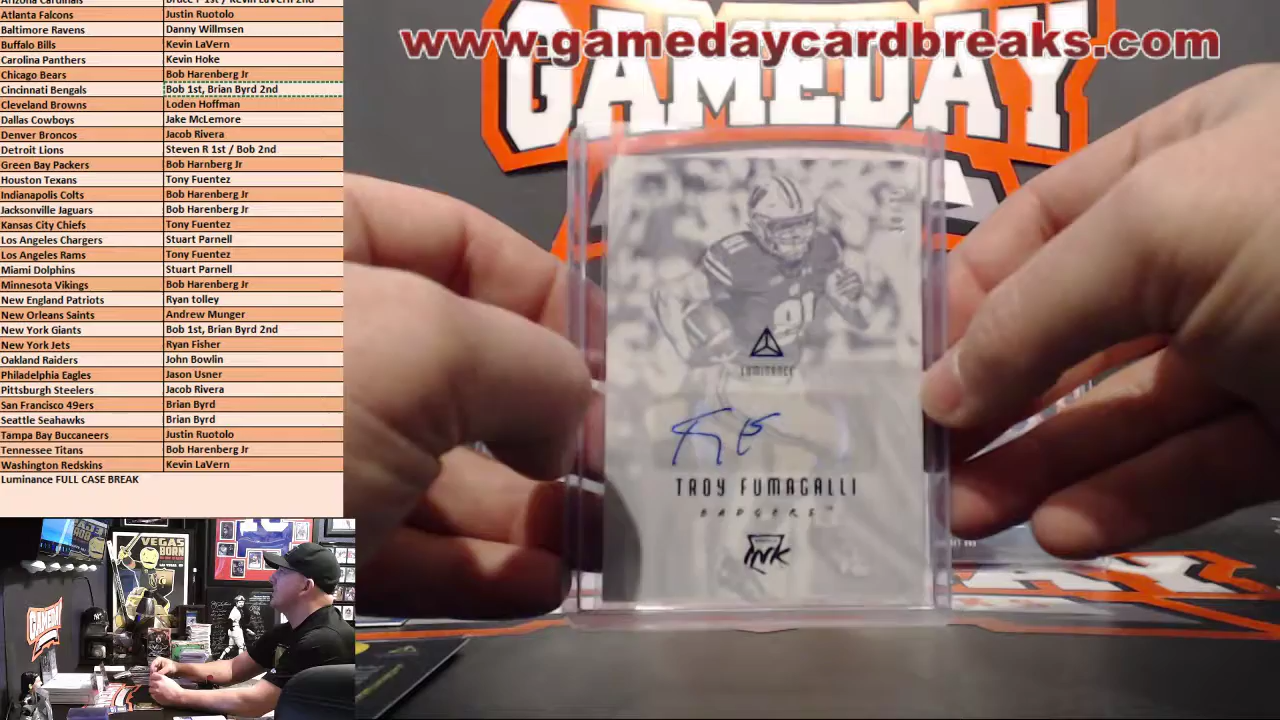 www.gamedaycardbreaks.com
GAMEDAY
Atlanta Falcons Justin Ruotolo
Baltimore Ravens Danny Willmsen
Buffalo Bills Kevin LaVern
Carolina Panthers Kevin Hoke
Chicago Bears Bob Harenberg Jr
Cincinnati Bengals Bob 1st, Brian Byrd 2nd
Cleveland Browns Loden Hoffman
Dallas Cowboys Jake McLemore
Denver Broncos Jacob Rivera
Detroit Lions Steven R 1st / Bob 2nd
Green Bay Packers Bob Harnberg Jr
Houston Texans Tony Fuentez
Indianapolis Colts Bob Harenberg Jr
Jacksonville Jaguars Bob Harenberg Jr
Kansas City Chiefs Tony Fuentez
Los Angeles Chargers Stuart Parnell
Los Angeles Rams Tony Fuentez
Miami Dolphins Stuart Parnell
Minnesota Vikings Bob Harenberg Jr
New England Patriots Ryan tolley
New Orleans Saints Andrew Munger
New York Giants Bob 1st, Brian Byrd 2nd
New York Jets Ryan Fisher
Oakland Raiders John Bowlin
Philadelphia Eagles Jason Usner
Pittsburgh Steelers Jacob Rivera
San Francisco 49ers Brian Byrd
Seattle Seahawks Brian Byrd
Tampa Bay Buccaneers Justin Ruotolo
Tennessee Titans Bob Harenberg Jr
Washington Redskins Kevin LaVern
Luminance FULL CASE BREAK
LUMINANCE
TROY FUMAGALLI
BADGERS
INK
VEGAS
BORN
GAMEDAY